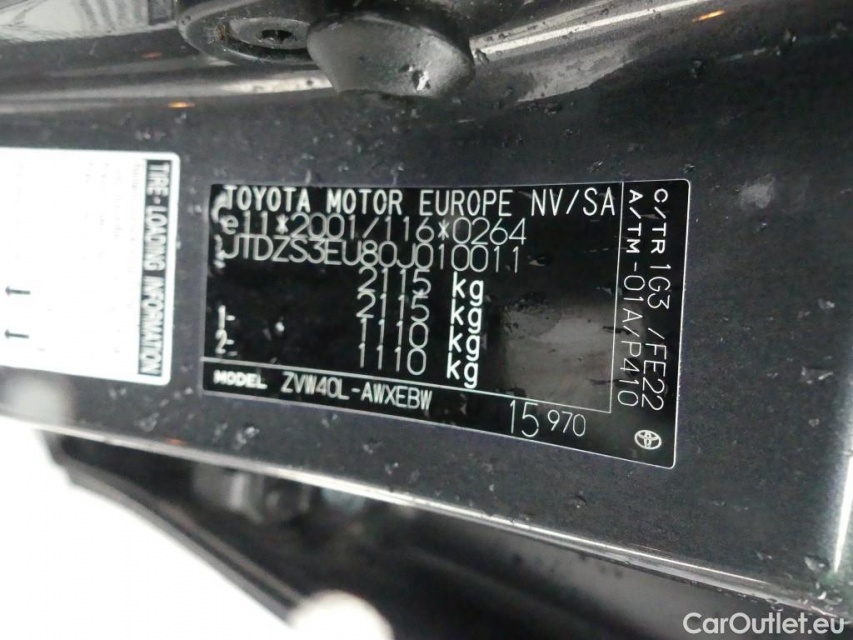 TIRE-LOADING INFORMATION
TOYOTA MOTOR EUROPE NV/SA
e11*2001/116*0264
JTDZS3EU80J010011
2115 kg
2115 kg
1- 1110 kg
2- 1110 kg
MODEL ZVW40L-AWXEBW
15 970
C/TR 1G3 /FE22
A/TM -01A/P410
CarOutlet.eu